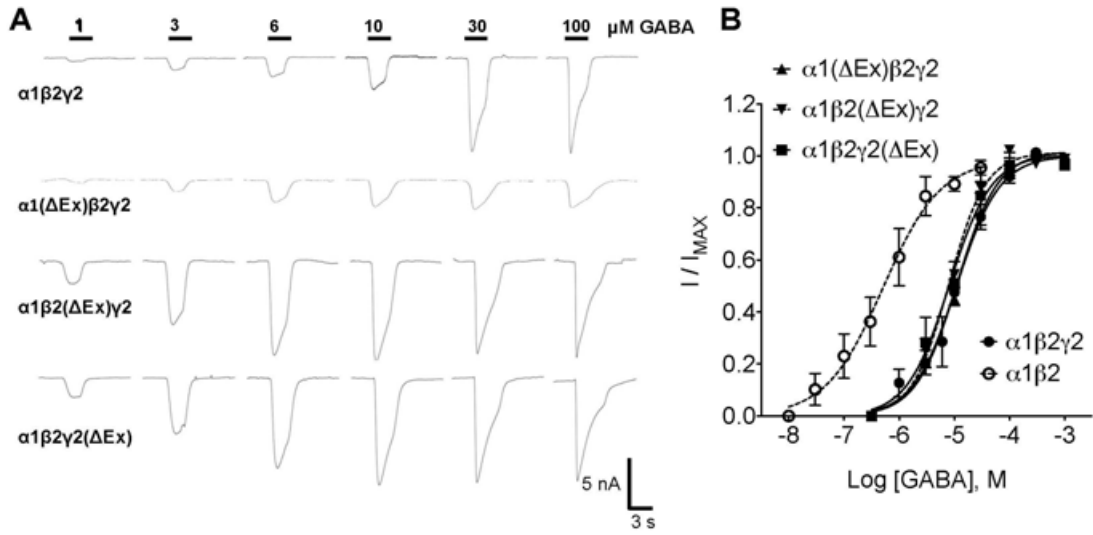 A
1 3 6 10 30 100 µM GABA
α1β2γ2
α1(ΔEx)β2γ2
α1β2(ΔEx)γ2
α1β2γ2(ΔEx)
5 nA
3 s
B
α1(ΔEx)β2γ2
α1β2(ΔEx)γ2
α1β2γ2(ΔEx)
1.2
1.0
0.8
0.6
0.4
0.2
0.0
I / IMAX
α1β2γ2
α1β2
-8 -7 -6 -5 -4 -3
Log [GABA], M